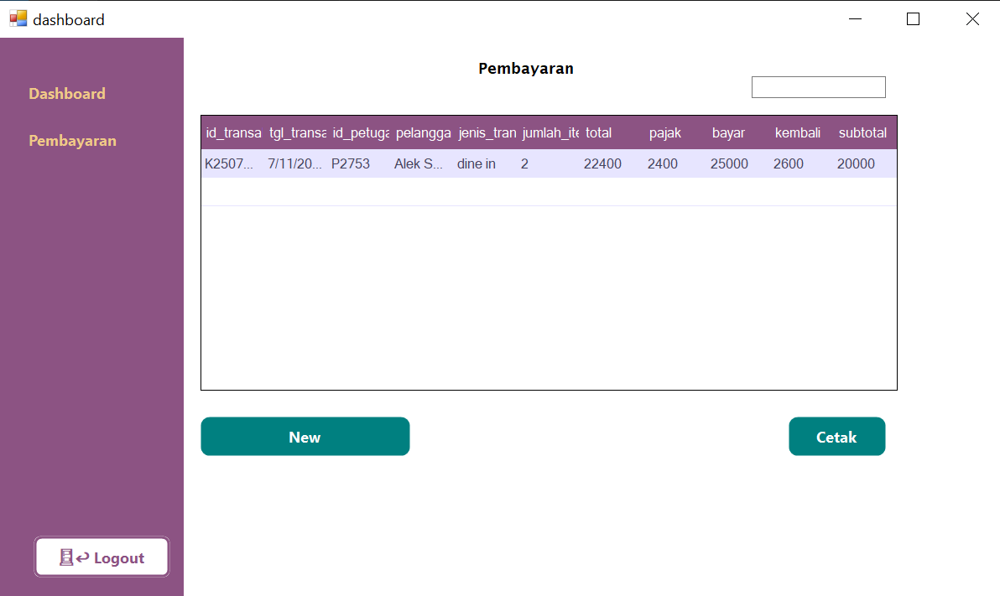 dashboard
Dashboard
Pembayaran
Pembayaran
id_transa tgl_transa id_petuga pelangga jenis_tran jumlah_ite total pajak bayar kembali subtotal
K2507... 7/11/20... P2753 Alek S... dine in 2 22400 2400 25000 2600 20000
New
Cetak
Logout